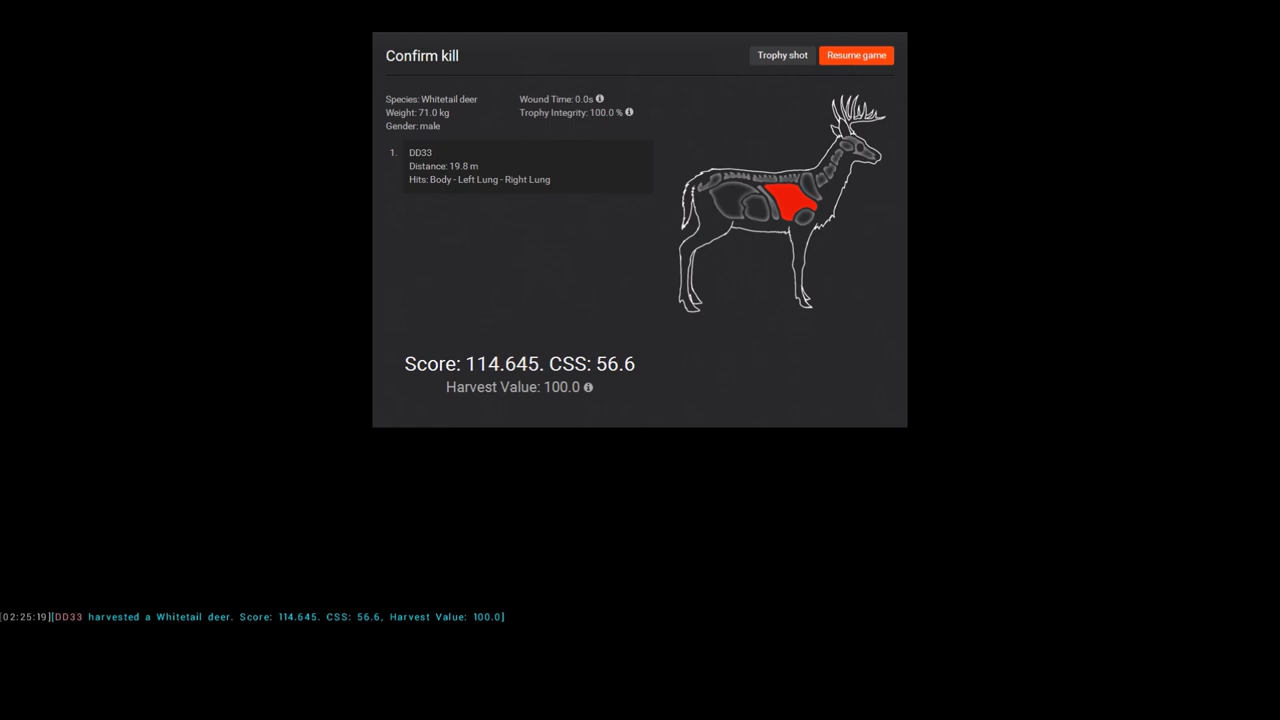 Confirm kill
Trophy shot
Resume game
Species: Whitetail deer
Weight: 71.0 kg
Gender: male
Wound Time: 0.0s
Trophy Integrity: 100.0 %
1.
DD33
Distance: 19.8 m
Hits: Body - Left Lung - Right Lung
Score: 114.645. CSS: 56.6
Harvest Value: 100.0
[02:25:19][DD33 harvested a Whitetail deer. Score: 114.645. CSS: 56.6, Harvest Value: 100.0]